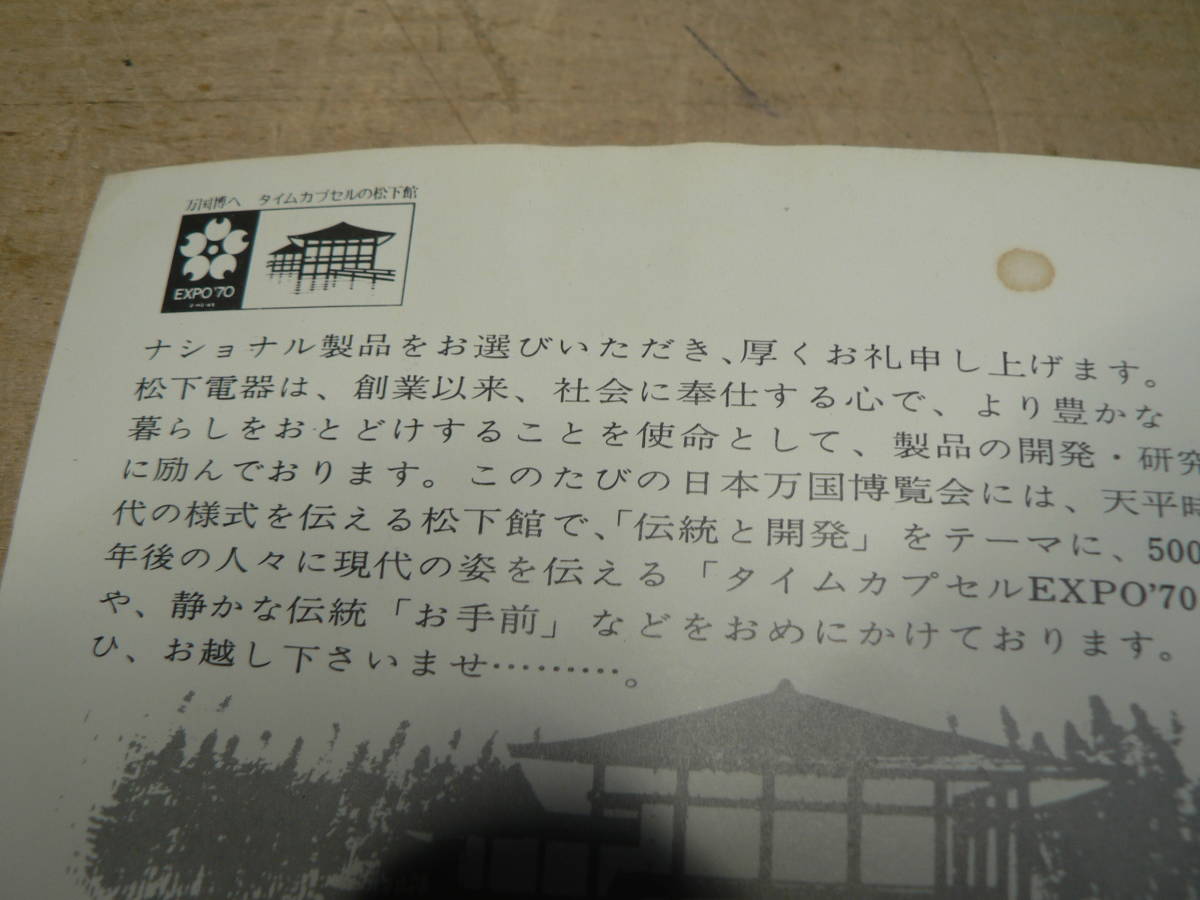 万国博へ タイムカプセルの松下館
EXPO'70
ナショナル製品をお選びいただき、厚くお礼申し上げます。
松下電器は、創業以来、社会に奉仕する心で、より豊かな
暮らしをおとどけすることを使命として、製品の開発・研究
に励んでおります。このたびの日本万国博覧会には、天平時
代の様式を伝える松下館で、「伝統と開発」をテーマに、500
年後の人々に現代の姿を伝える「タイムカプセルEXPO'70
や、静かな伝統「お手前」などをおめにかけております。
ひ、お越し下さいませ………。